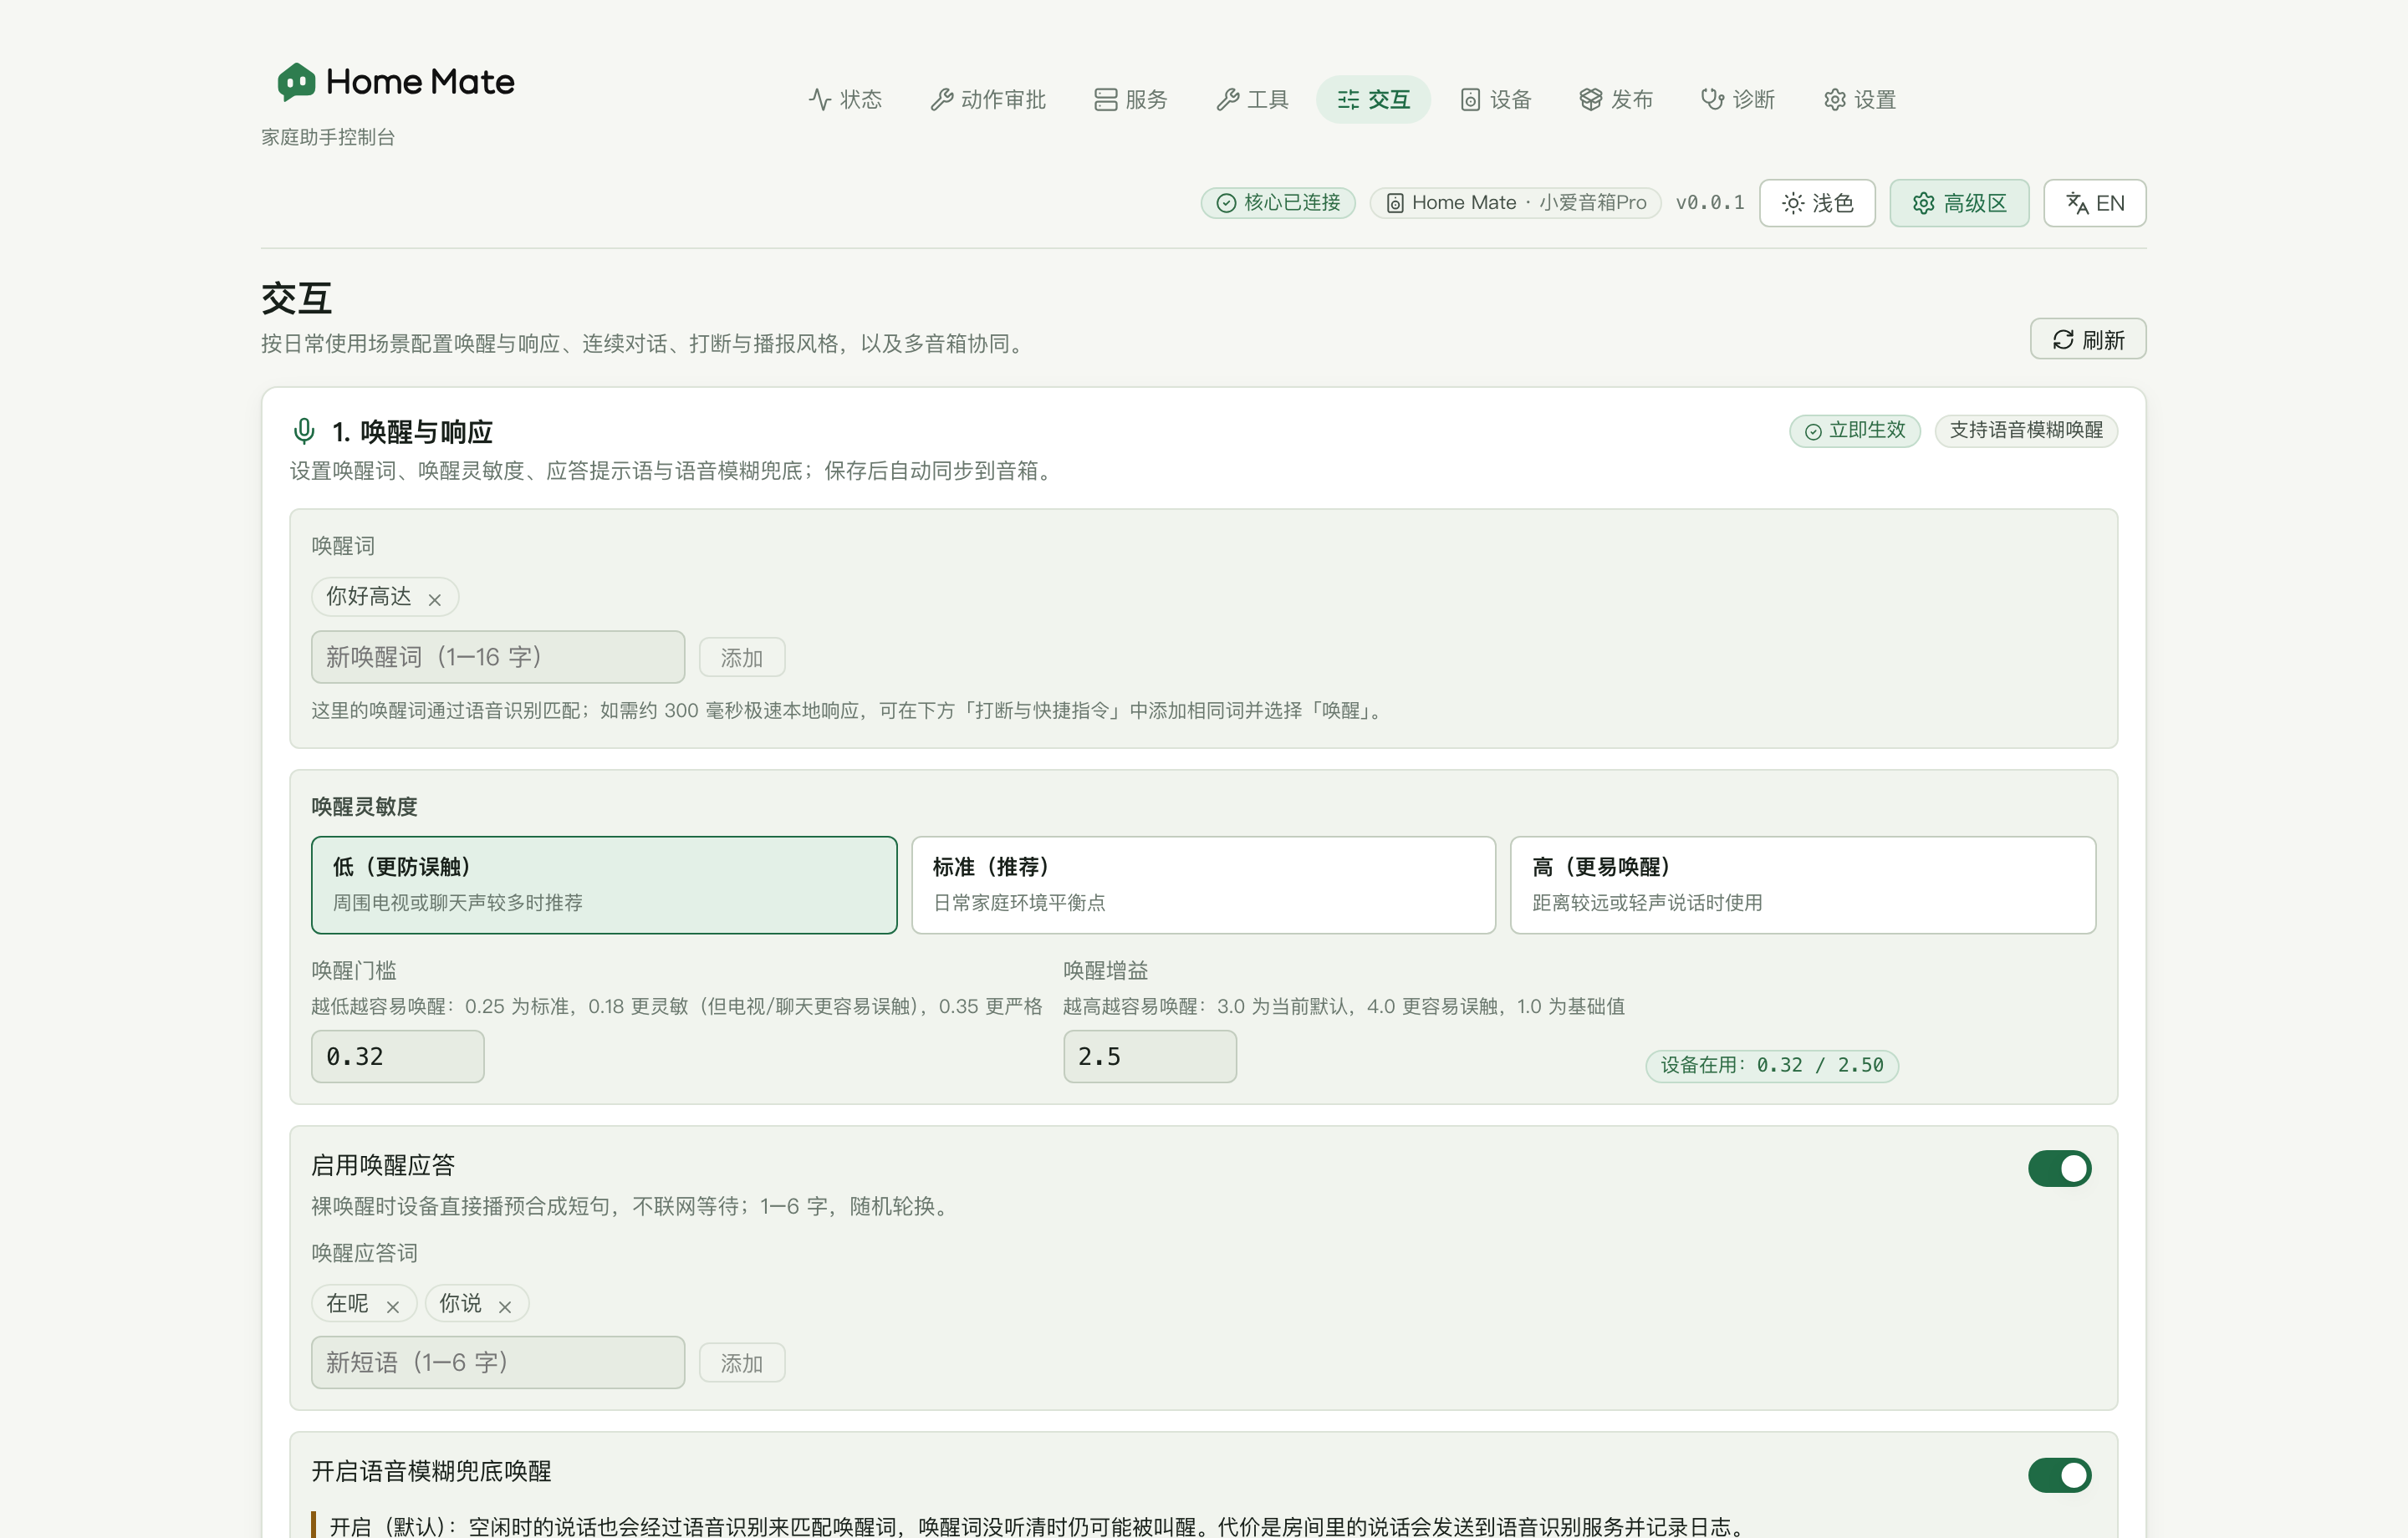 Home Mate
家庭助手控制台
状态 动作审批 服务 工具 交互 设备 发布 诊断 设置
核心已连接 Home Mate · 小爱音箱Pro v0.0.1 浅色 高级区 EN
交互
按日常使用场景配置唤醒与响应、连续对话、打断与播报风格，以及多音箱协同。
刷新
1. 唤醒与响应
立即生效 支持语音模糊唤醒
设置唤醒词、唤醒灵敏度、应答提示语与语音模糊兜底；保存后自动同步到音箱。
唤醒词
你好高达 ×
新唤醒词（1—16 字） 添加
这里的唤醒词通过语音识别匹配；如需约 300 毫秒极速本地响应，可在下方「打断与快捷指令」中添加相同词并选择「唤醒」。
唤醒灵敏度
低（更防误触） 标准（推荐） 高（更易唤醒）
周围电视或聊天声较多时推荐 日常家庭环境平衡点 距离较远或轻声说话时使用
唤醒门槛 唤醒增益
越低越容易唤醒：0.25 为标准，0.18 更灵敏（但电视/聊天更容易误触），0.35 更严格 越高越容易唤醒：3.0 为当前默认，4.0 更容易误触，1.0 为基础值
0.32 2.5 设备在用：0.32 / 2.50
启用唤醒应答
裸唤醒时设备直接播预合成短句，不联网等待；1—6 字，随机轮换。
唤醒应答词
在呢 × 你说 ×
新短语（1—6 字） 添加
开启语音模糊兜底唤醒
开启（默认）：空闲时的说话也会经过语音识别来匹配唤醒词，唤醒词没听清时仍可能被叫醒。代价是房间里的说话会发送到语音识别服务并记录日志。